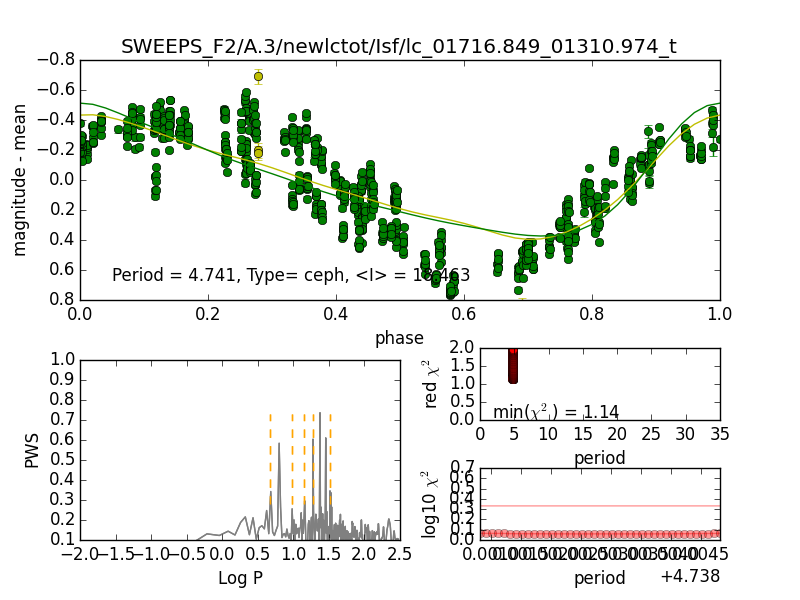 SWEEPS_F2/A.3/newlctot/Isf/lc_01716.849_01310.974_t
magnitude - mean
−0.8
−0.6
−0.4
−0.2
0.0
0.2
0.4
0.6
0.8
Period = 4.741, Type= ceph, <I> = 18.463
0.0 0.2 0.4 0.6 0.8 1.0
phase
PWS
1.0
0.9
0.8
0.7
0.6
0.5
0.4
0.3
0.2
0.1
−2.0 −1.5 −1.0 −0.5 0.0 0.5 1.0 1.5 2.0 2.5
Log P
red χ²
2.0
1.5
1.0
0.5
0.0
min(χ²) = 1.14
0 5 10 15 20 25 30 35
period
log10 χ²
0.7
0.6
0.5
0.4
0.3
0.2
0.1
0.0
period
+4.738